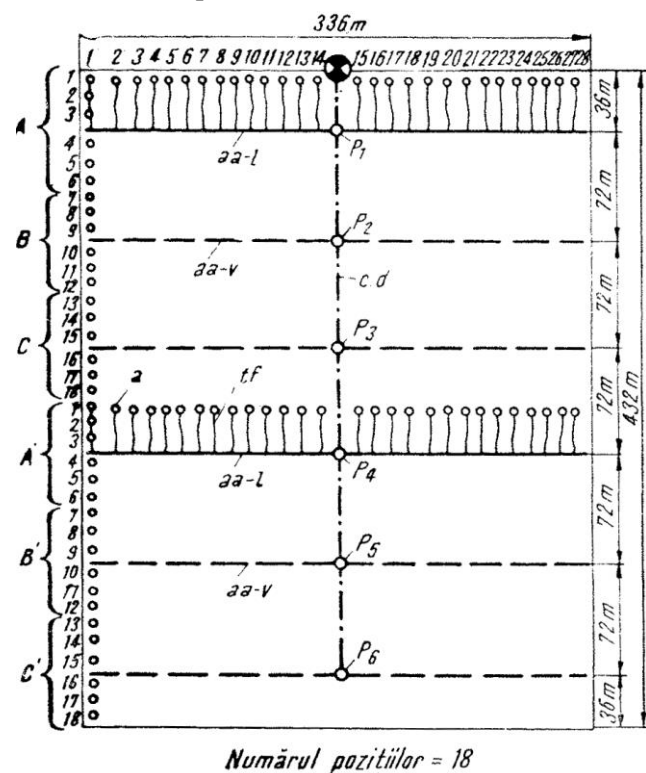 336m
1 2 3 4 5 6 7 8 9 10 11 12 13 14 15 16 17 18 19 20 21 22 23 24 25 26 27 28
36m
72m
72m
72m
72m
72m
36m
432m
A
1
2
3
4
5
6
B
7
8
9
10
11
12
C
13
14
15
16
17
18
A'
1
2
3
4
5
6
B'
7
8
9
10
11
12
C'
13
14
15
16
17
18
aa-l
P1
P2
aa-v
c.d
P3
a
t.f
aa-l
P4
P5
aa-v
P6
Numărul pozitiilor = 18